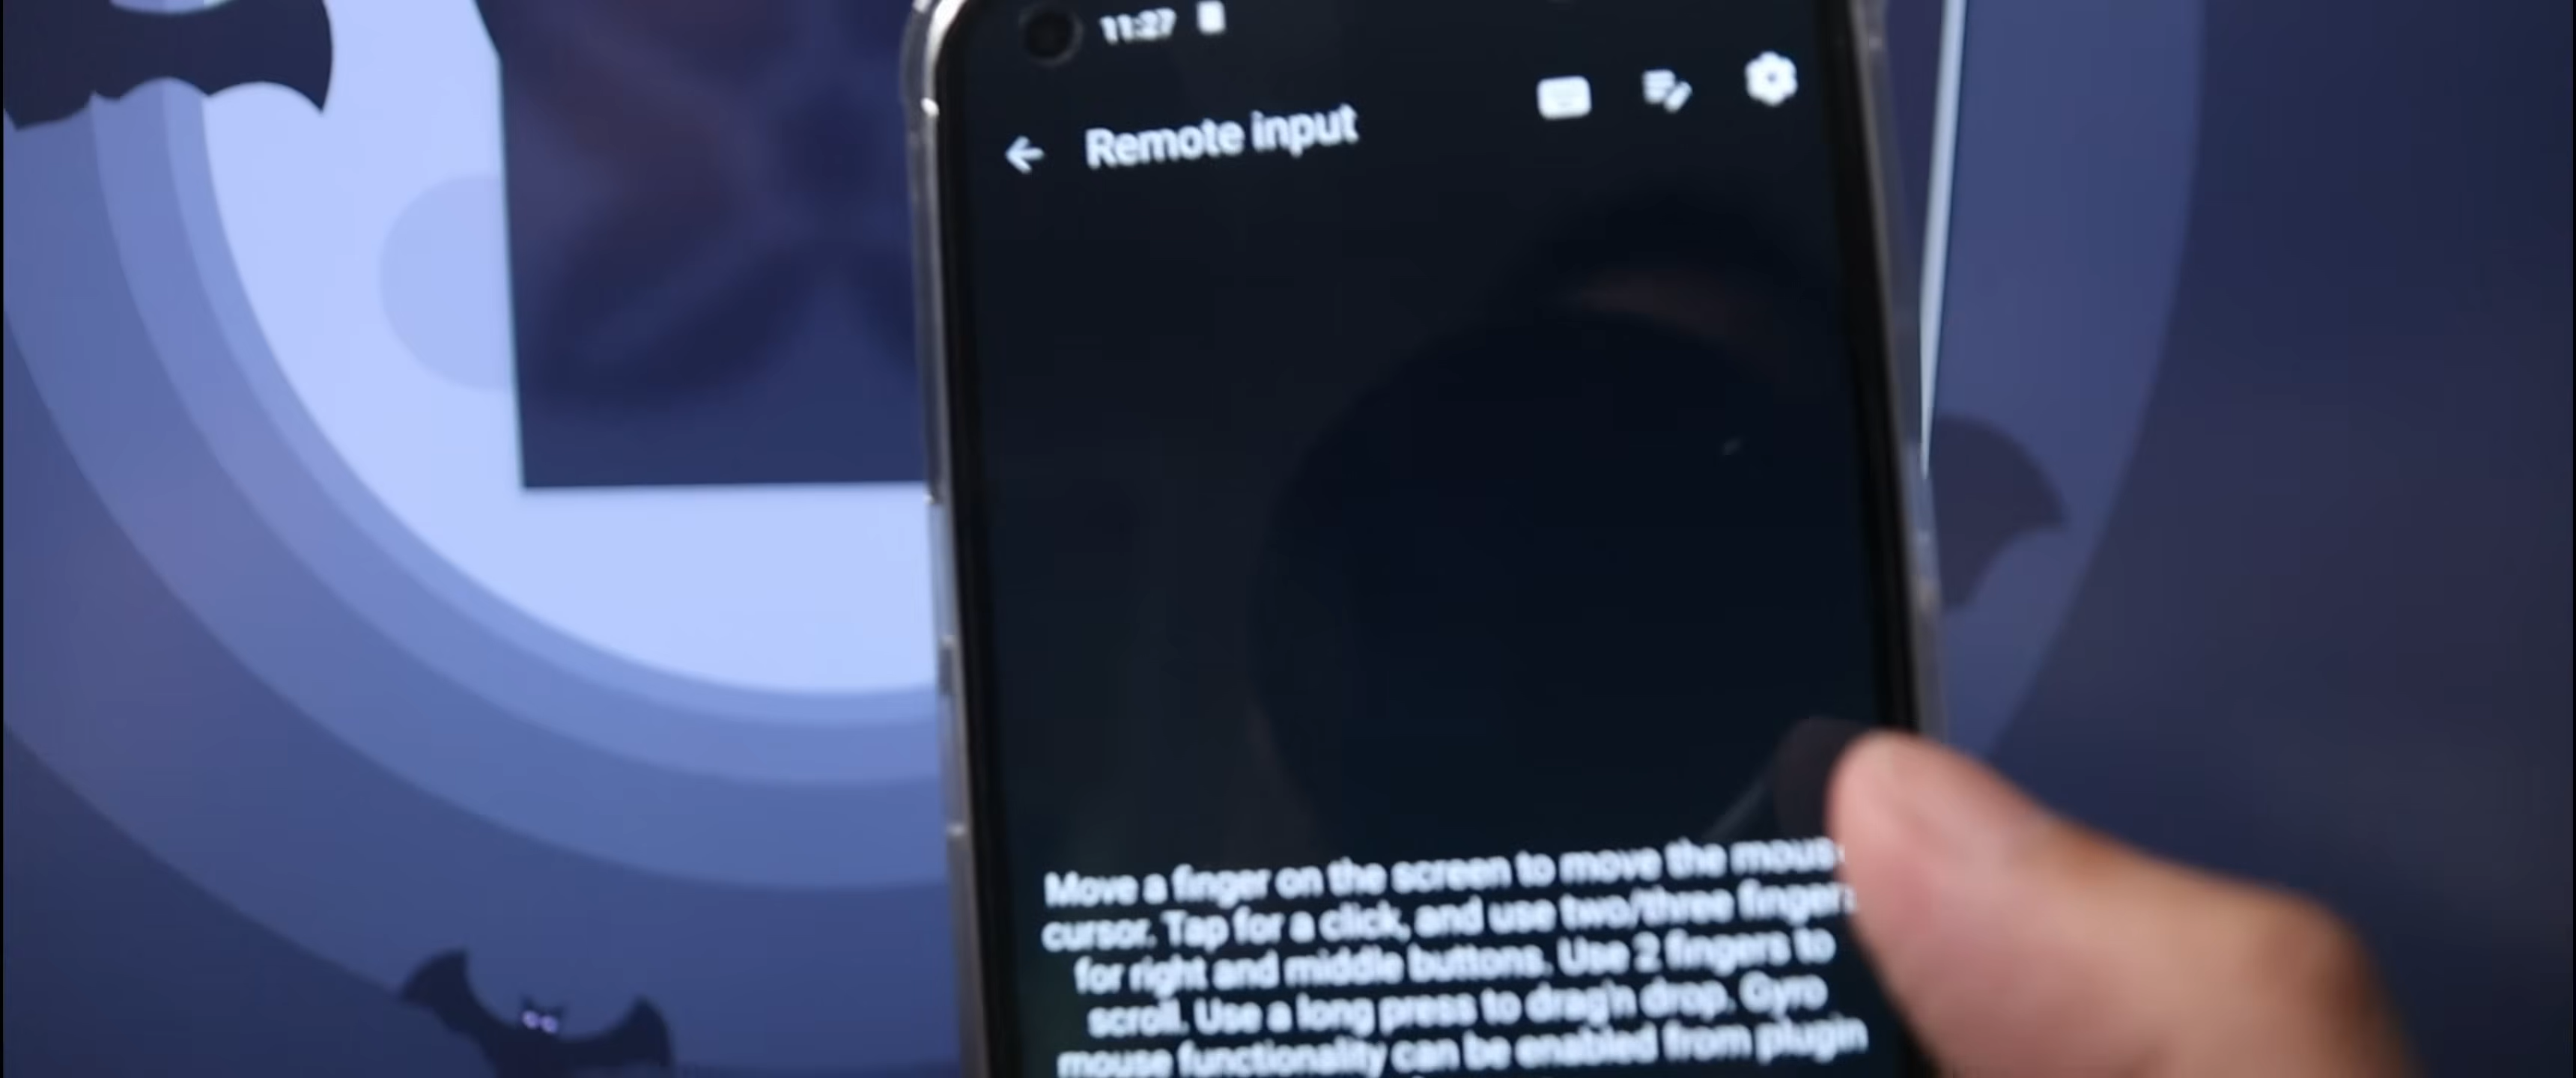 11:27
Remote input
Move a finger on the screen to move the mous
cursor. Tap for a click, and use two/three finger
for right and middle buttons. Use 2 fingers to
scroll. Use a long press to drag'n drop. Gyro
mouse functionality can be enabled from plugin